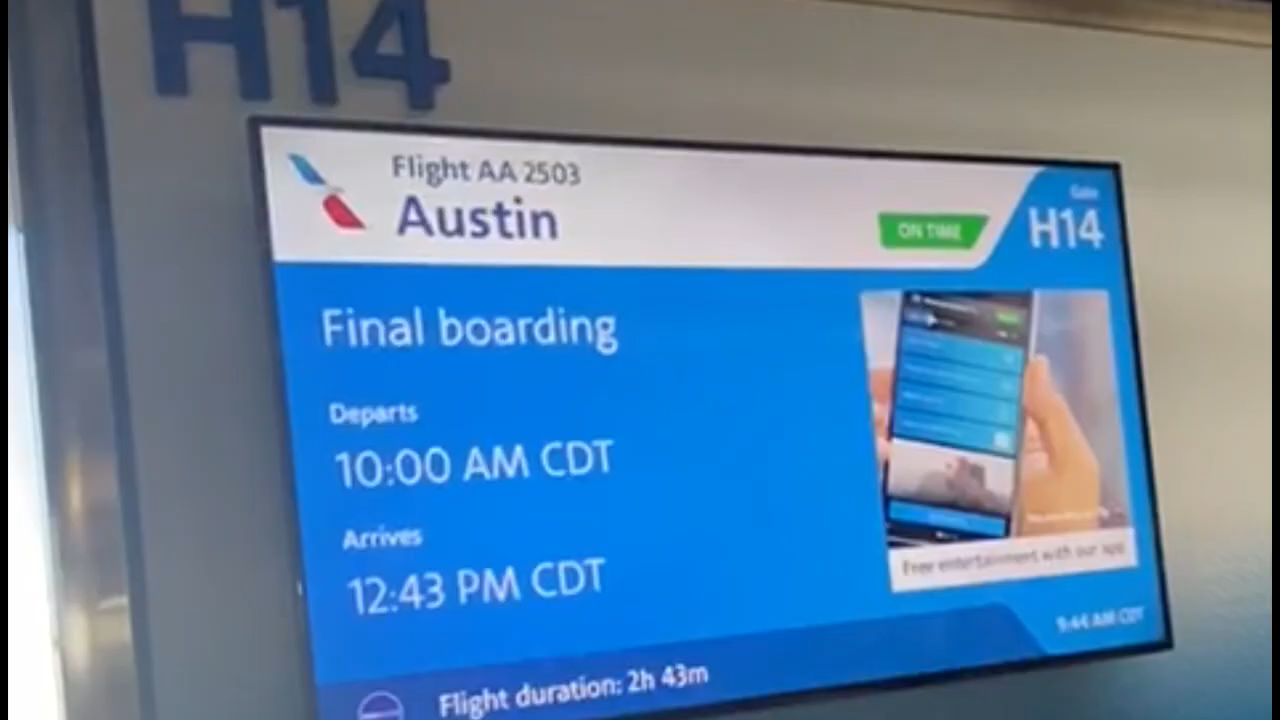 H14
Flight AA 2503
Austin
ON TIME
Gate
H14
Final boarding
Departs
10:00 AM CDT
Arrives
12:43 PM CDT
Free entertainment with our app
9:44 AM CDT
Flight duration: 2h 43m